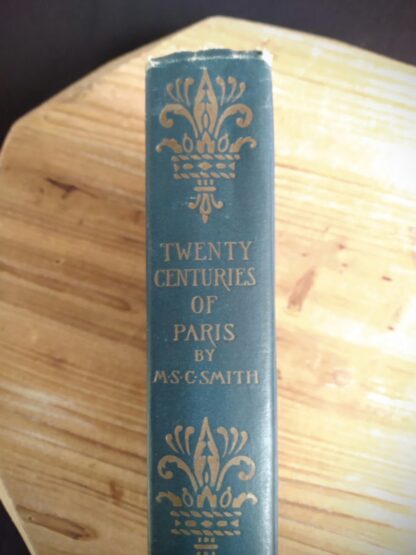 TWENTY
CENTURIES
OF
PARIS
BY
M·S·C·SMITH